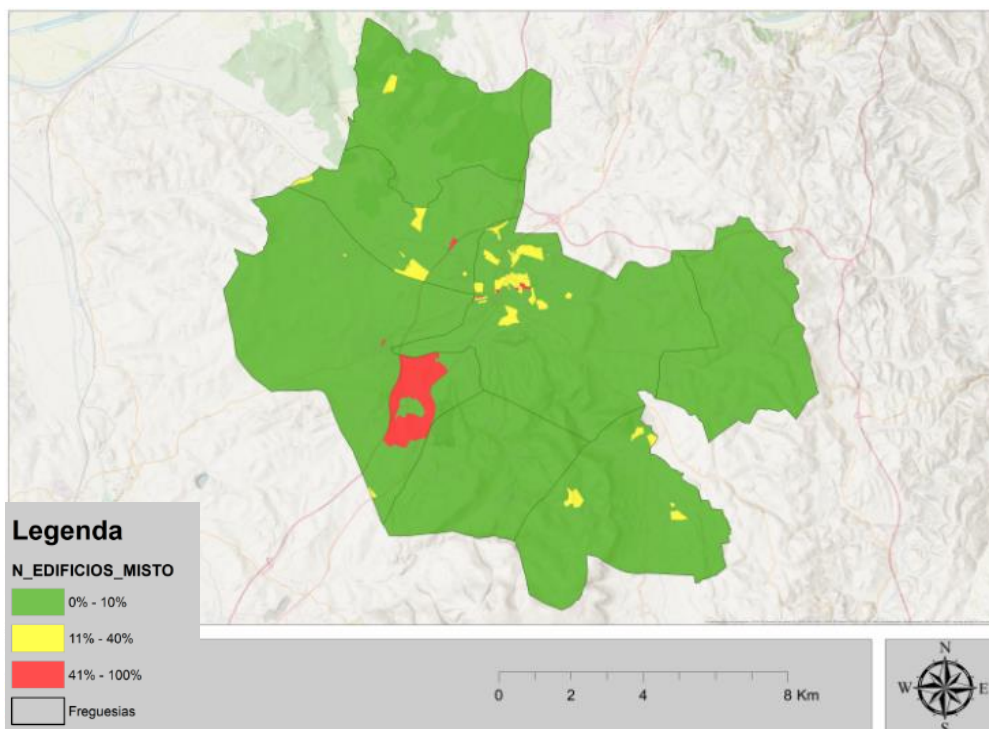 Legenda
N_EDIFICIOS_MISTO
0% - 10%
11% - 40%
41% - 100%
Freguesias
0 2 4 8 Km
N
W E
S